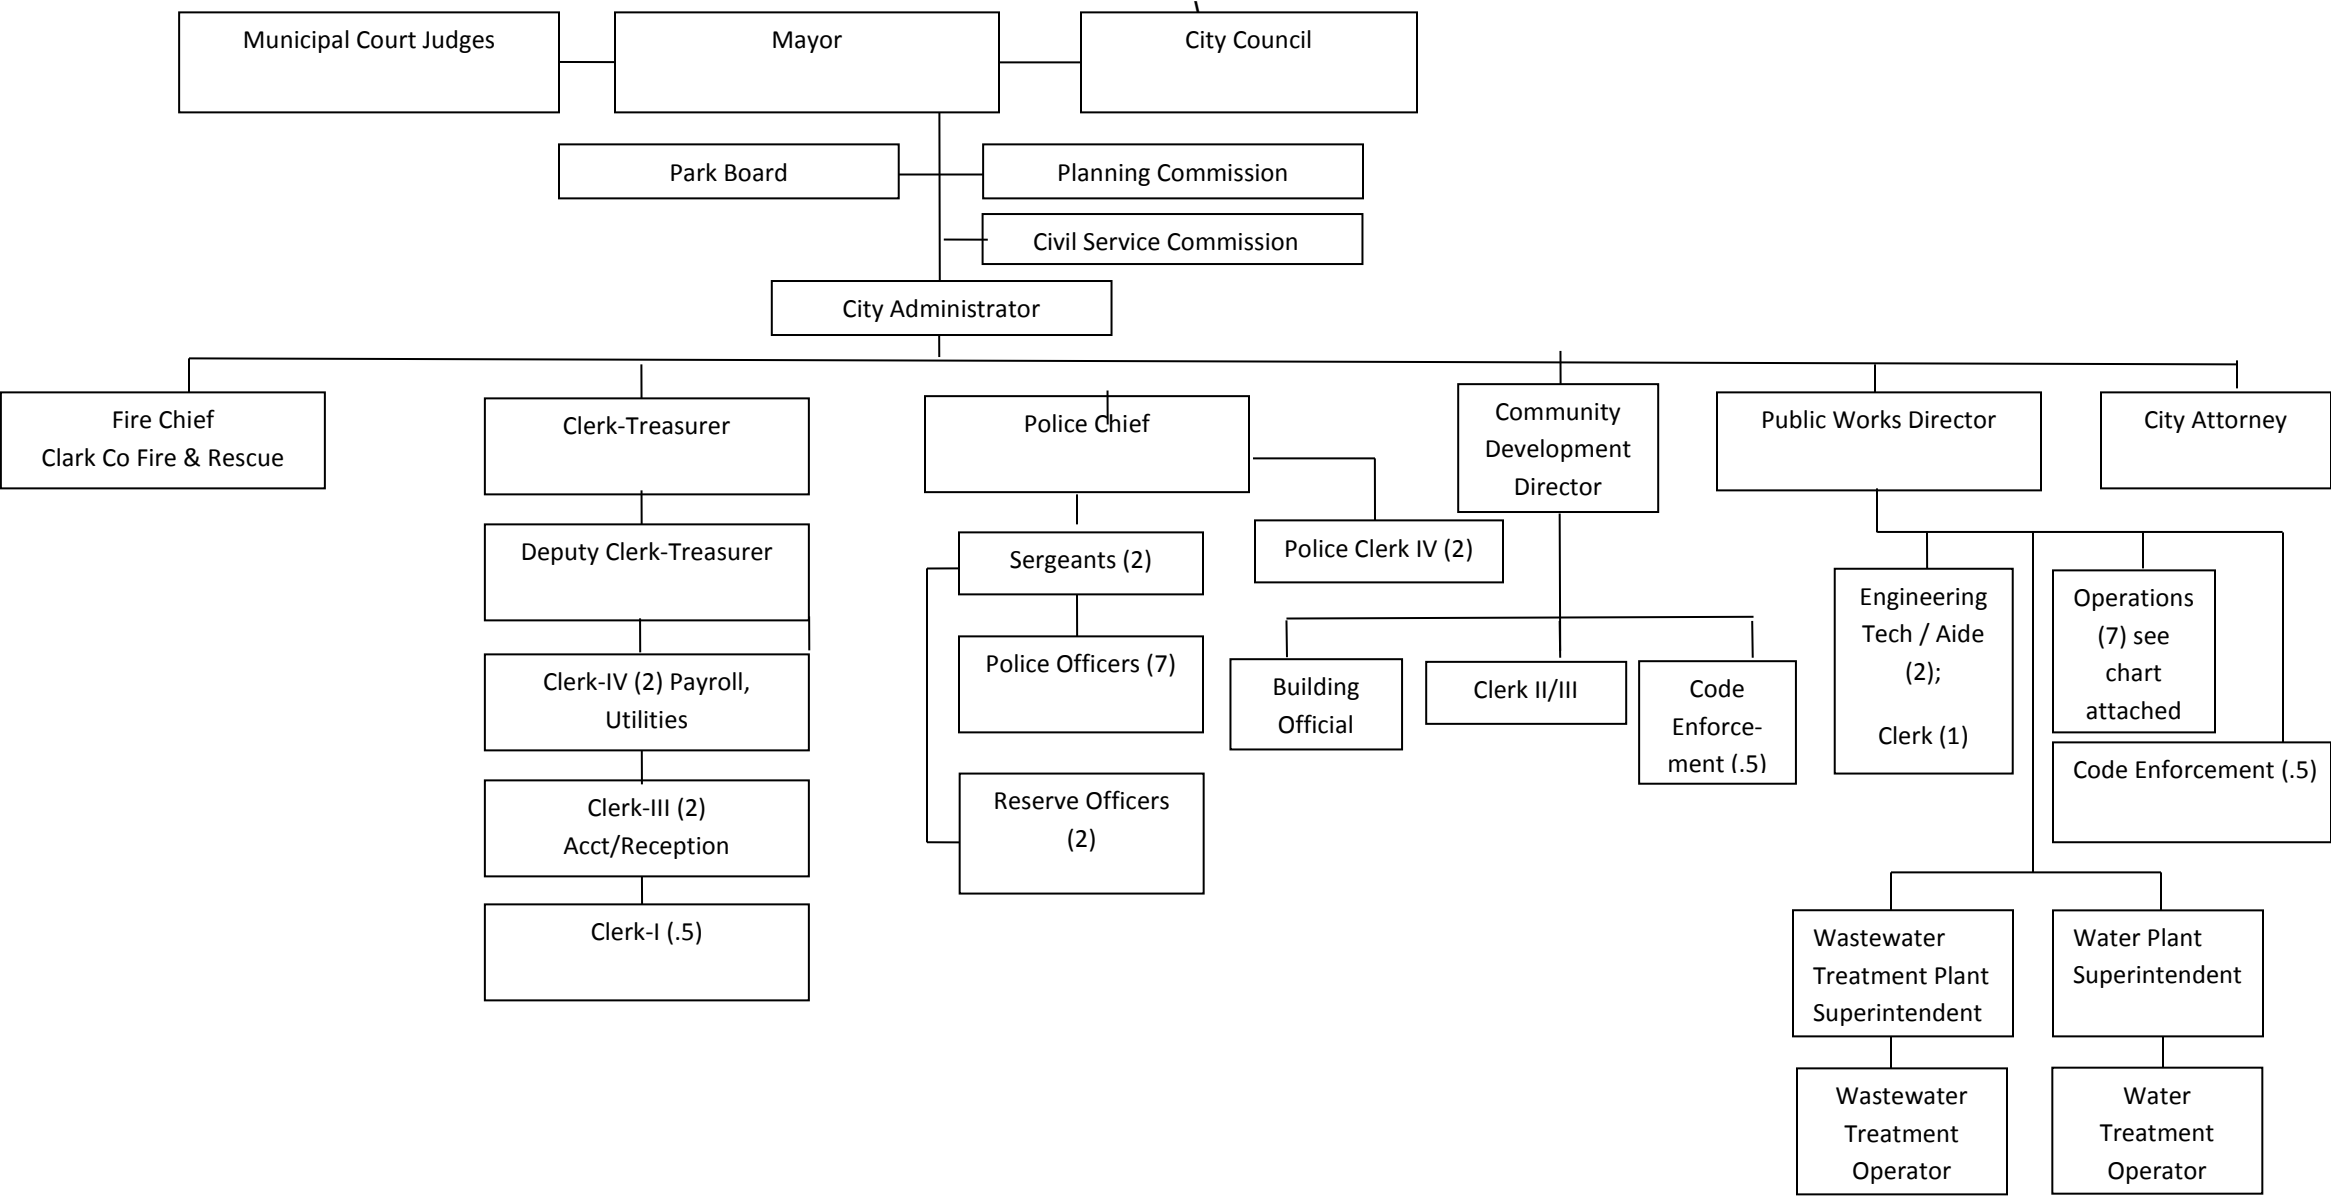 Municipal Court Judges
Mayor
City Council
Park Board
Planning Commission
Civil Service Commission
City Administrator
Fire Chief
Clark Co Fire & Rescue
Clerk-Treasurer
Police Chief
Community
Development
Director
Public Works Director
City Attorney
Deputy Clerk-Treasurer
Clerk-IV (2) Payroll,
Utilities
Clerk-III (2)
Acct/Reception
Clerk-I (.5)
Sergeants (2)
Police Clerk IV (2)
Police Officers (7)
Reserve Officers
(2)
Building
Official
Clerk II/III
Code
Enforce-
ment (.5)
Engineering
Tech / Aide
(2);
Clerk (1)
Operations
(7) see
chart
attached
Code Enforcement (.5)
Wastewater
Treatment Plant
Superintendent
Water Plant
Superintendent
Wastewater
Treatment
Operator
Water
Treatment
Operator